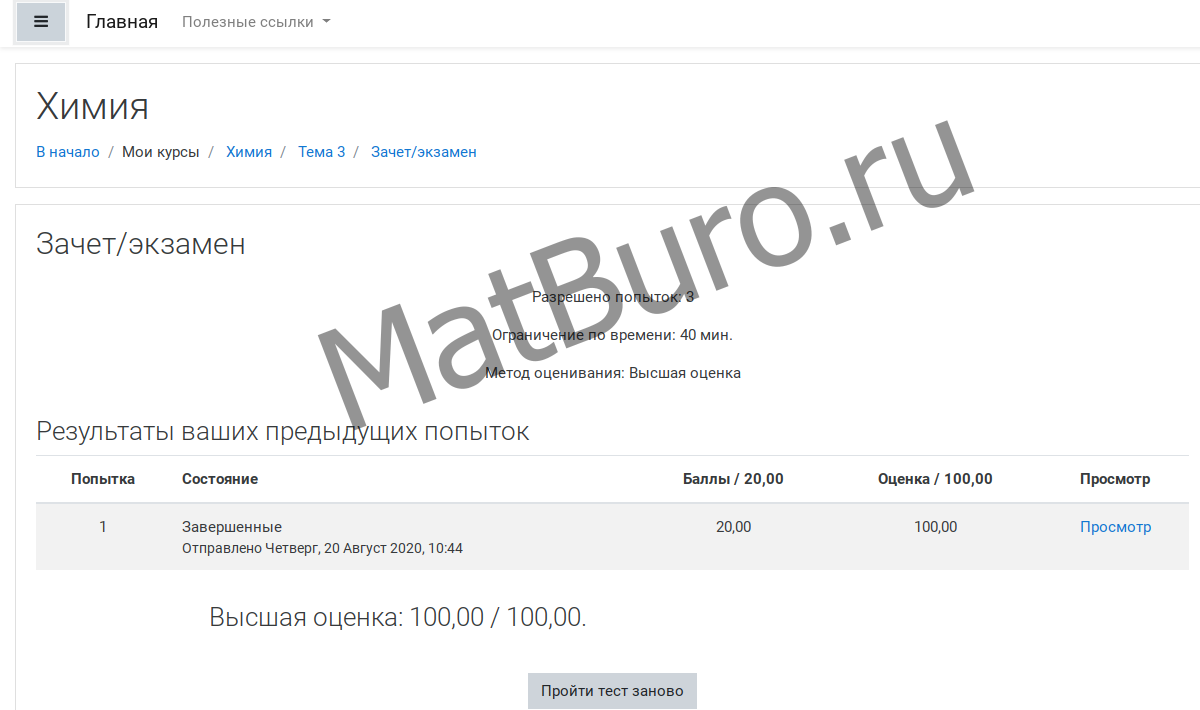 Главная Полезные ссылки
Химия
В начало / Мои курсы / Химия / Тема 3 / Зачет/экзамен
Зачет/экзамен
Разрешено попыток: 3
Ограничение по времени: 40 мин.
Метод оценивания: Высшая оценка
MatBuro.ru
Результаты ваших предыдущих попыток
Попытка Состояние Баллы / 20,00 Оценка / 100,00 Просмотр
1 Завершенные 20,00 100,00 Просмотр
Отправлено Четверг, 20 Август 2020, 10:44
Высшая оценка: 100,00 / 100,00.
Пройти тест заново